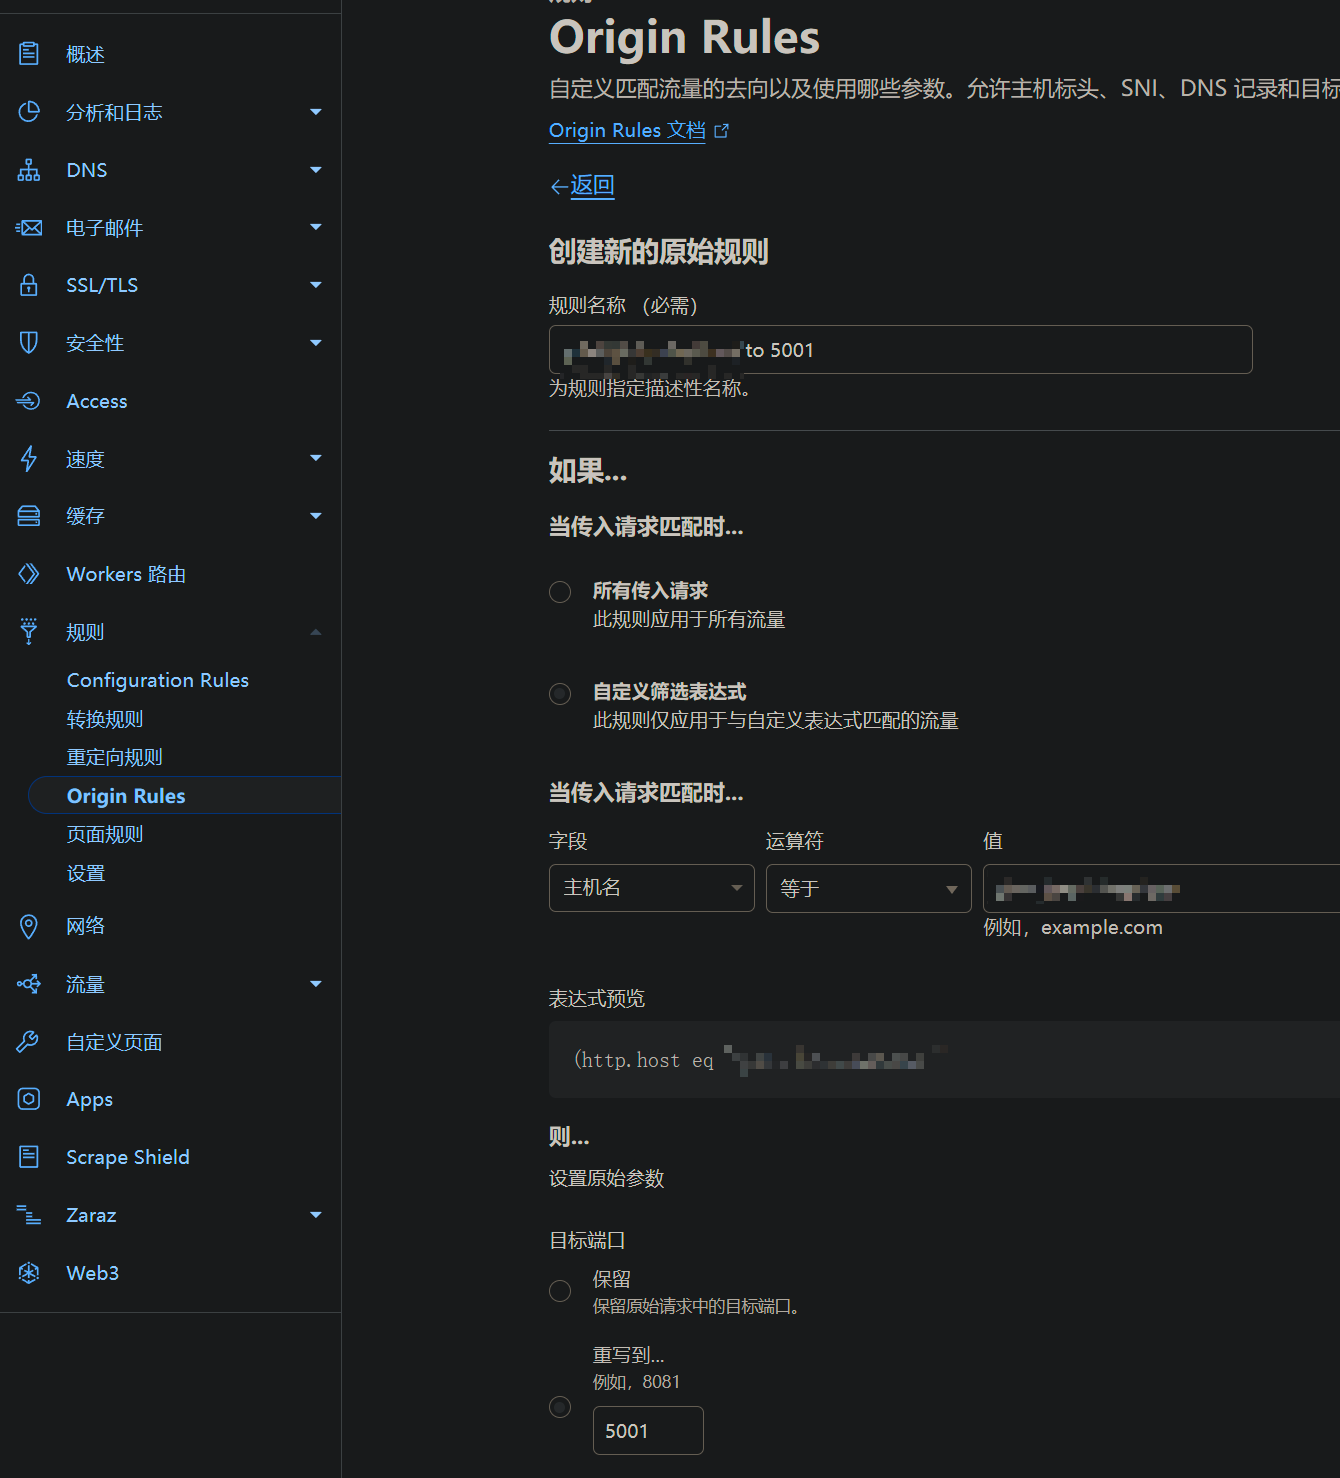 概述
分析和日志
DNS
电子邮件
SSL/TLS
安全性
Access
速度
缓存
Workers 路由
规则
Configuration Rules
转换规则
重定向规则
Origin Rules
页面规则
设置
网络
流量
自定义页面
Apps
Scrape Shield
Zaraz
Web3
Origin Rules
自定义匹配流量的去向以及使用哪些参数。允许主机标头、SNI、DNS 记录和目标
Origin Rules 文档
←返回
创建新的原始规则
规则名称 （必需）
to 5001
为规则指定描述性名称。
如果...
当传入请求匹配时...
所有传入请求
此规则应用于所有流量
自定义筛选表达式
此规则仅应用于与自定义表达式匹配的流量
当传入请求匹配时...
字段 运算符 值
主机名 等于
例如，example.com
表达式预览
(http.host eq "
则...
设置原始参数
目标端口
保留
保留原始请求中的目标端口。
重写到...
例如，8081
5001